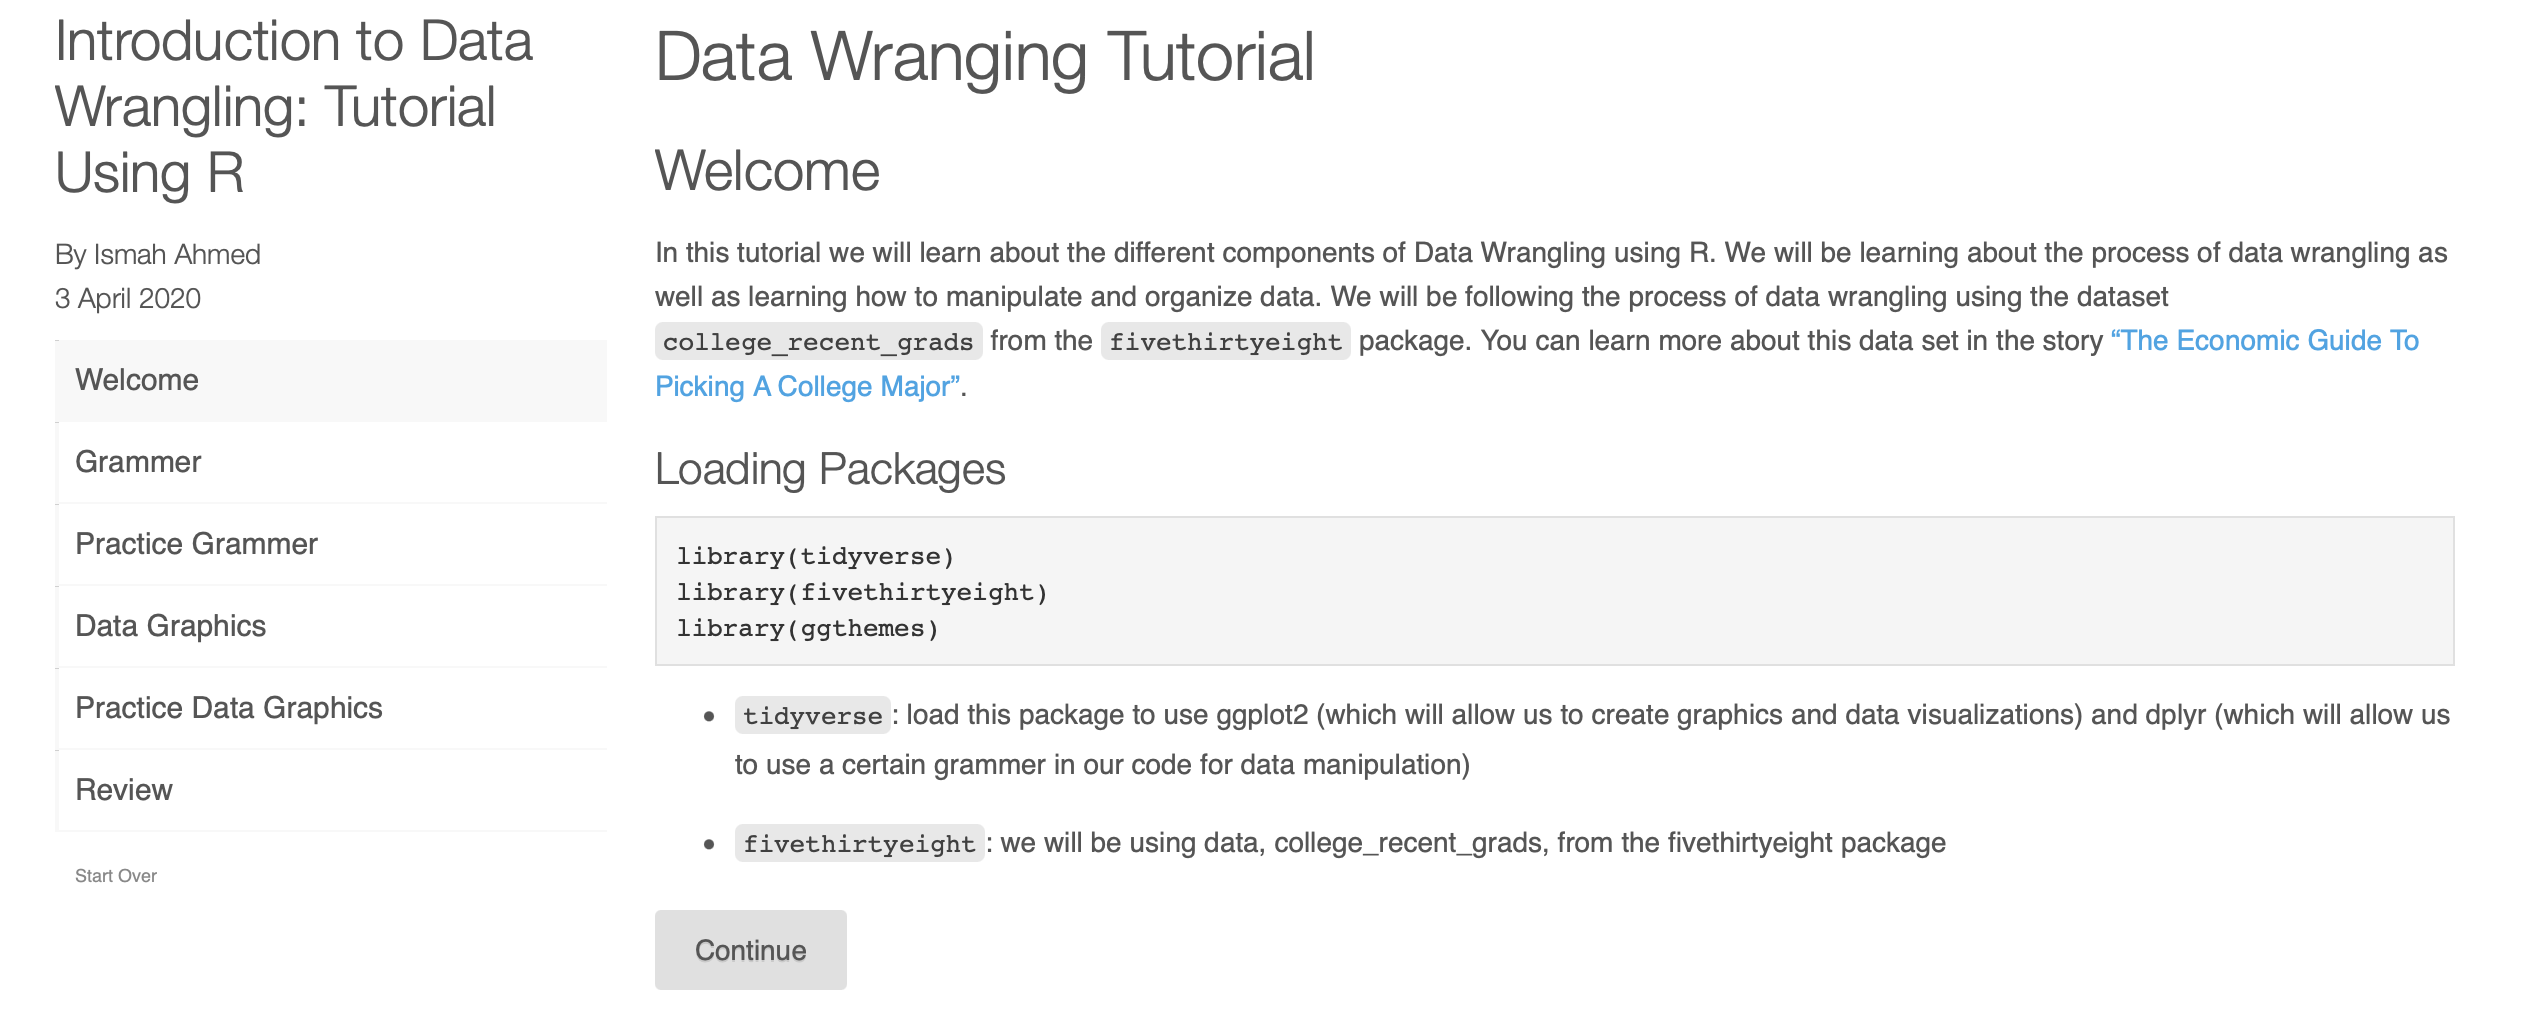 Introduction to Data
Wrangling: Tutorial
Using R
By Ismah Ahmed
3 April 2020
Welcome
Grammer
Practice Grammer
Data Graphics
Practice Data Graphics
Review
Start Over
Data Wranging Tutorial
Welcome
In this tutorial we will learn about the different components of Data Wrangling using R. We will be learning about the process of data wrangling as
well as learning how to manipulate and organize data. We will be following the process of data wrangling using the dataset
college_recent_grads from the fivethirtyeight package. You can learn more about this data set in the story “The Economic Guide To
Picking A College Major”.
Loading Packages
library(tidyverse)
library(fivethirtyeight)
library(ggthemes)
• tidyverse: load this package to use ggplot2 (which will allow us to create graphics and data visualizations) and dplyr (which will allow us
to use a certain grammer in our code for data manipulation)
• fivethirtyeight: we will be using data, college_recent_grads, from the fivethirtyeight package
Continue